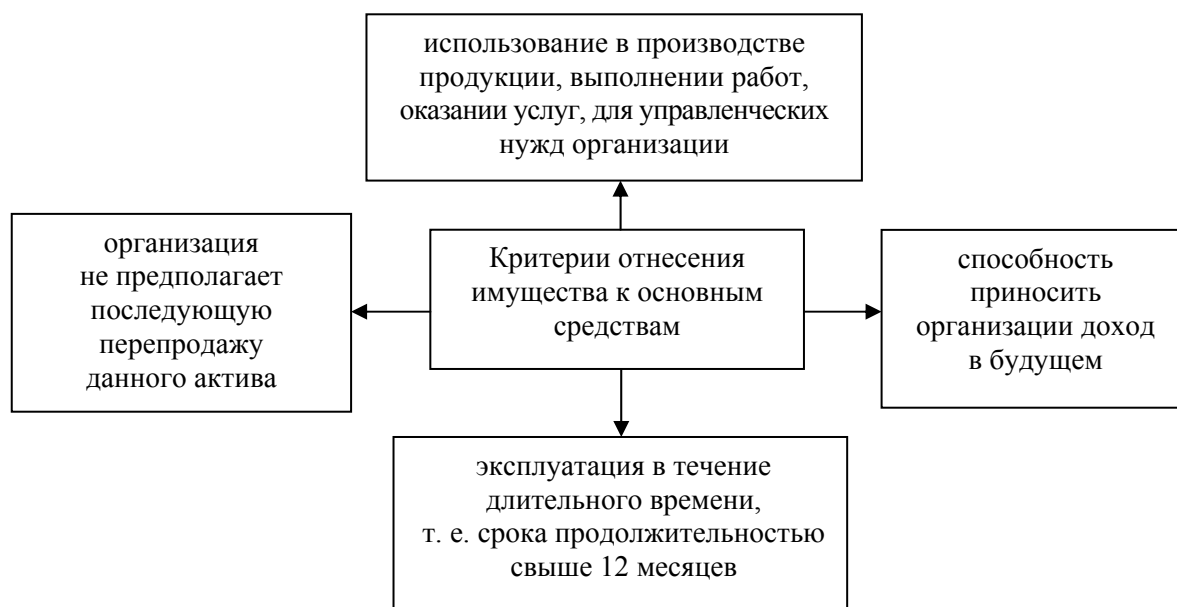 использование в производстве
продукции, выполнении работ,
оказании услуг, для управленческих
нужд организации
организация
не предполагает
последующую
перепродажу
данного актива
Критерии отнесения
имущества к основным
средствам
способность
приносить
организации доход
в будущем
эксплуатация в течение
длительного времени,
т. е. срока продолжительностью
свыше 12 месяцев